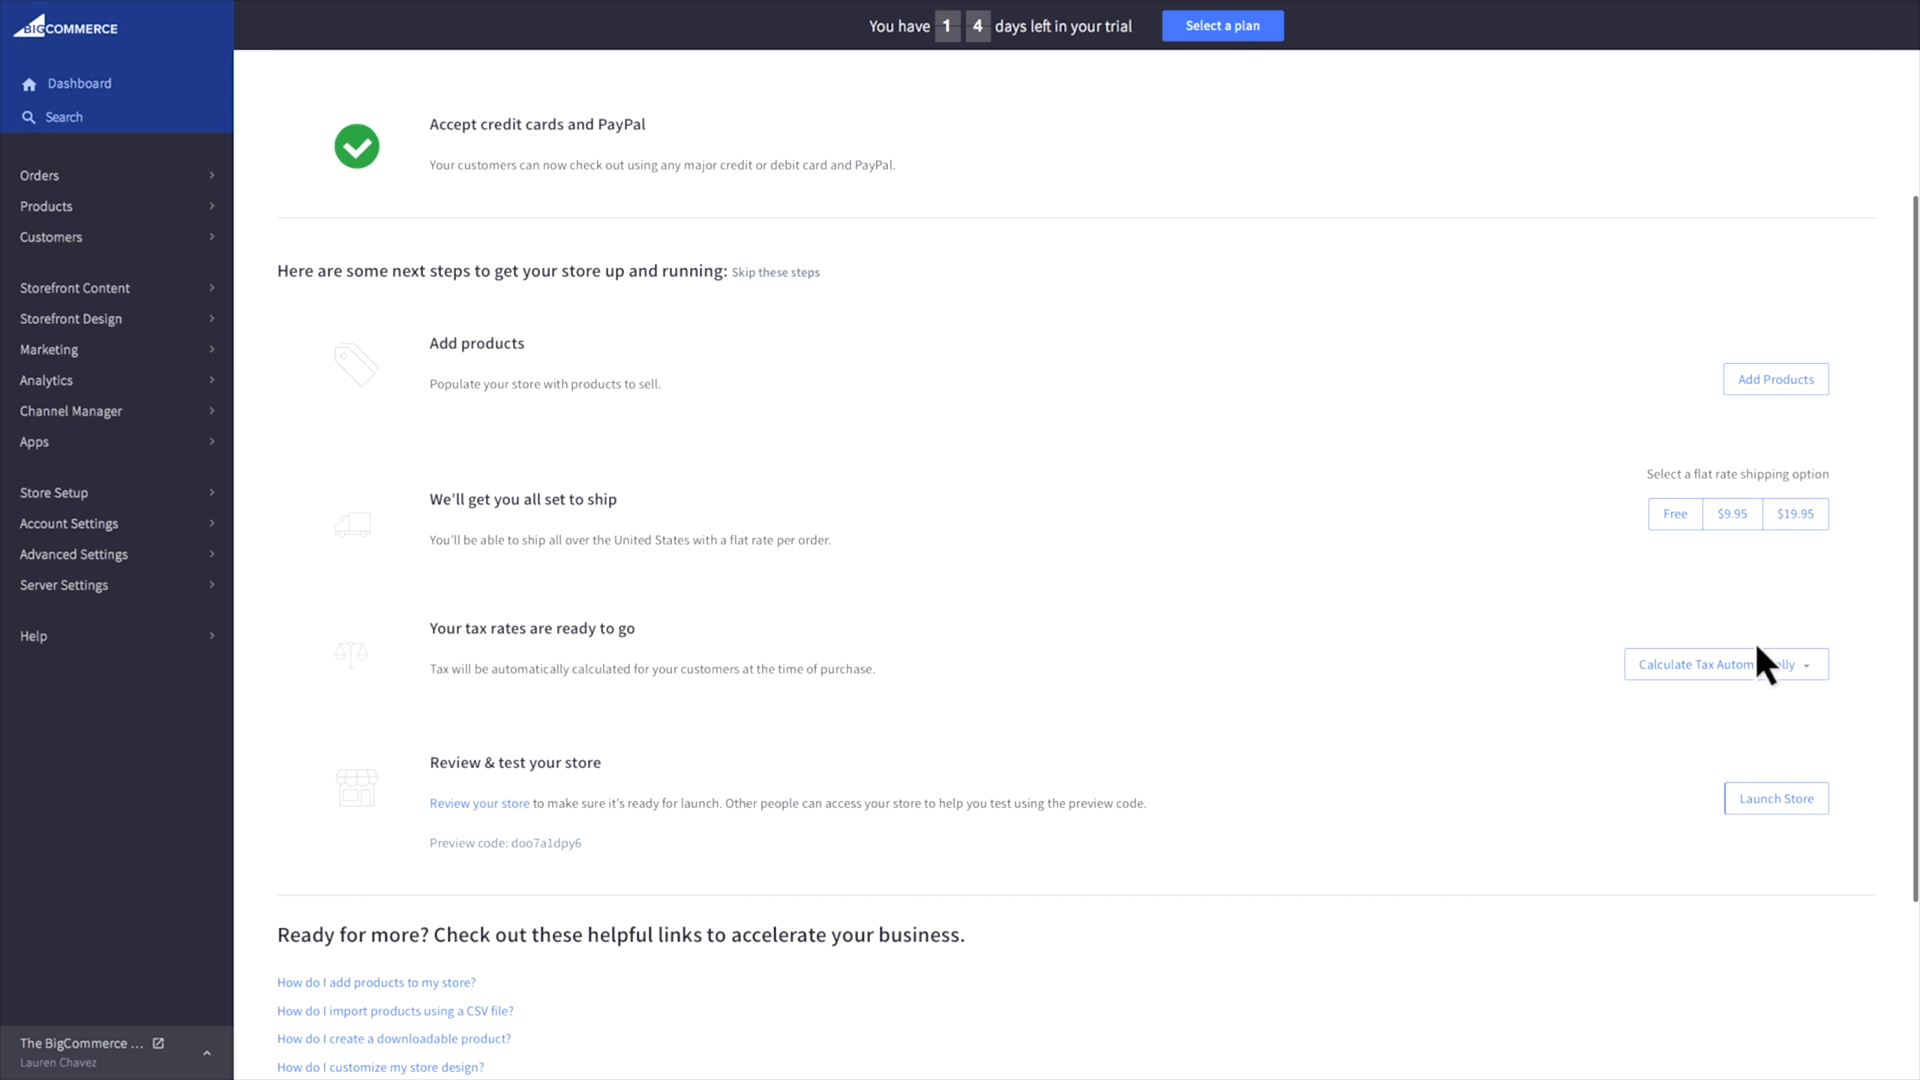 BIGCOMMERCE
You have 1 4 days left in your trial
Select a plan
Dashboard
Search
Orders
Products
Customers
Storefront Content
Storefront Design
Marketing
Analytics
Channel Manager
Apps
Store Setup
Account Settings
Advanced Settings
Server Settings
Help
The BigCommerce ...
Lauren Chavez
Accept credit cards and PayPal
Your customers can now check out using any major credit or debit card and PayPal.
Here are some next steps to get your store up and running: Skip these steps
Add products
Populate your store with products to sell.
Add Products
We'll get you all set to ship
You'll be able to ship all over the United States with a flat rate per order.
Select a flat rate shipping option
Free $9.95 $19.95
Your tax rates are ready to go
Tax will be automatically calculated for your customers at the time of purchase.
Calculate Tax
Review & test your store
Review your store to make sure it's ready for launch. Other people can access your store to help you test using the preview code.
Preview code: doo7a1dpy6
Launch Store
Ready for more? Check out these helpful links to accelerate your business.
How do I add products to my store?
How do I import products using a CSV file?
How do I create a downloadable product?
How do I customize my store design?